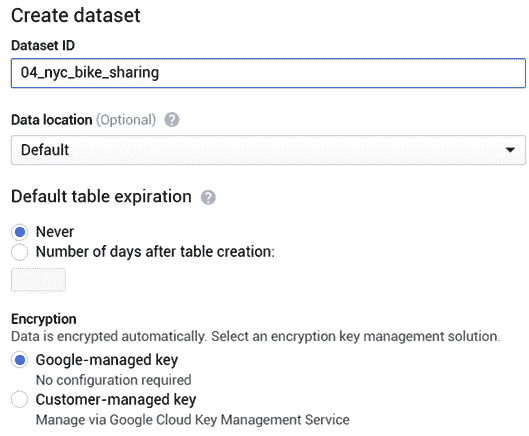 Create dataset
Dataset ID
04_nyc_bike_sharing
Data location (Optional) ?
Default
Default table expiration ?
Never
Number of days after table creation:
Encryption
Data is encrypted automatically. Select an encryption key management solution.
Google-managed key
No configuration required
Customer-managed key
Manage via Google Cloud Key Management Service